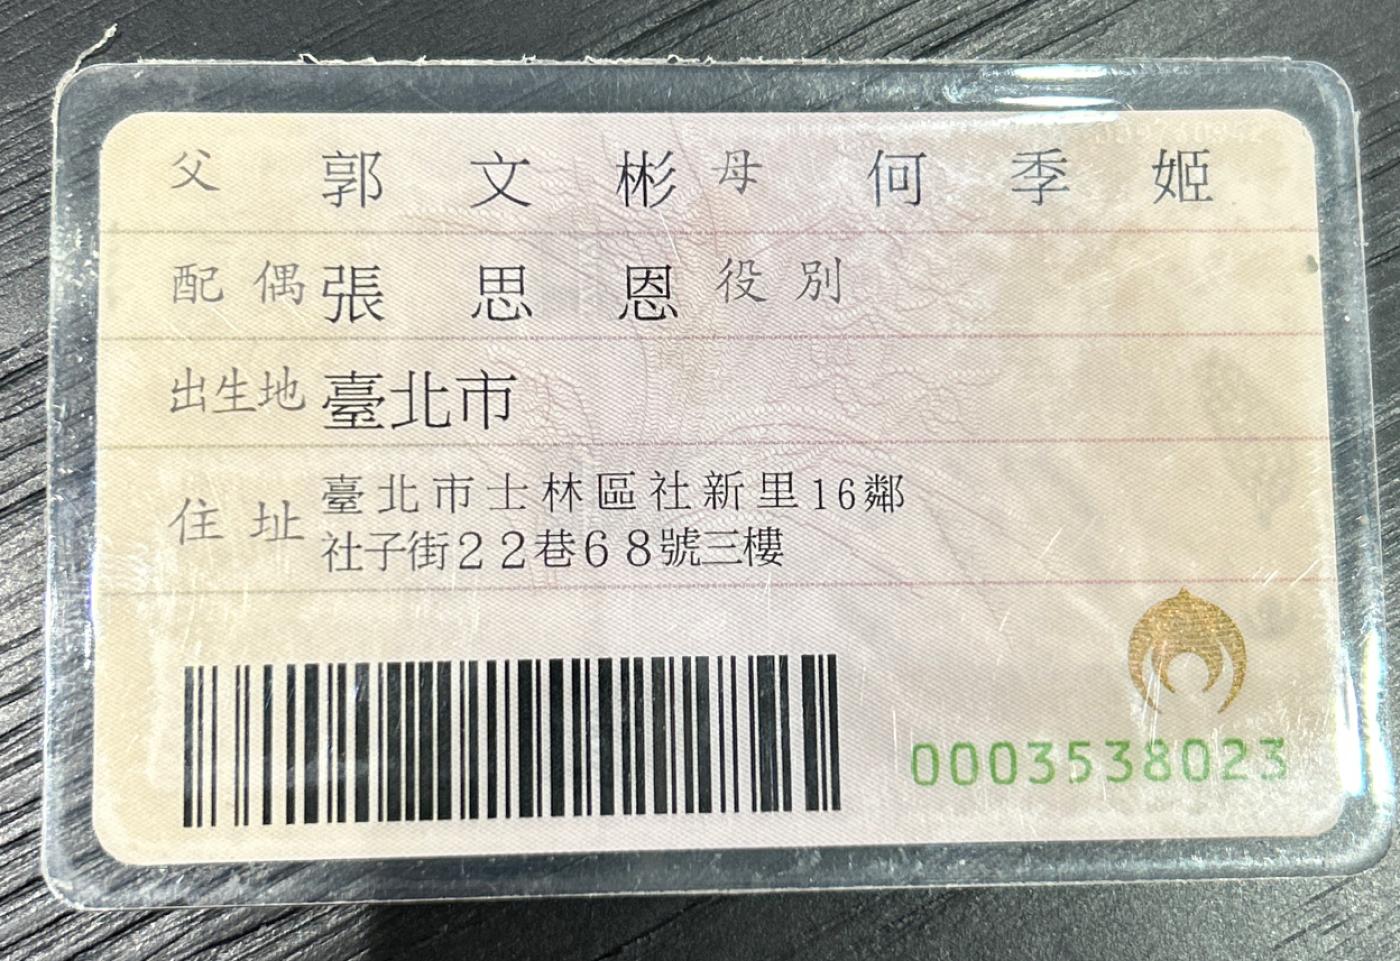 父 郭文彬 母 何季姬
配偶 張思恩 役別
出生地 臺北市
住址 臺北市士林區社新里16鄰
社子街22巷68號三樓
0003538023